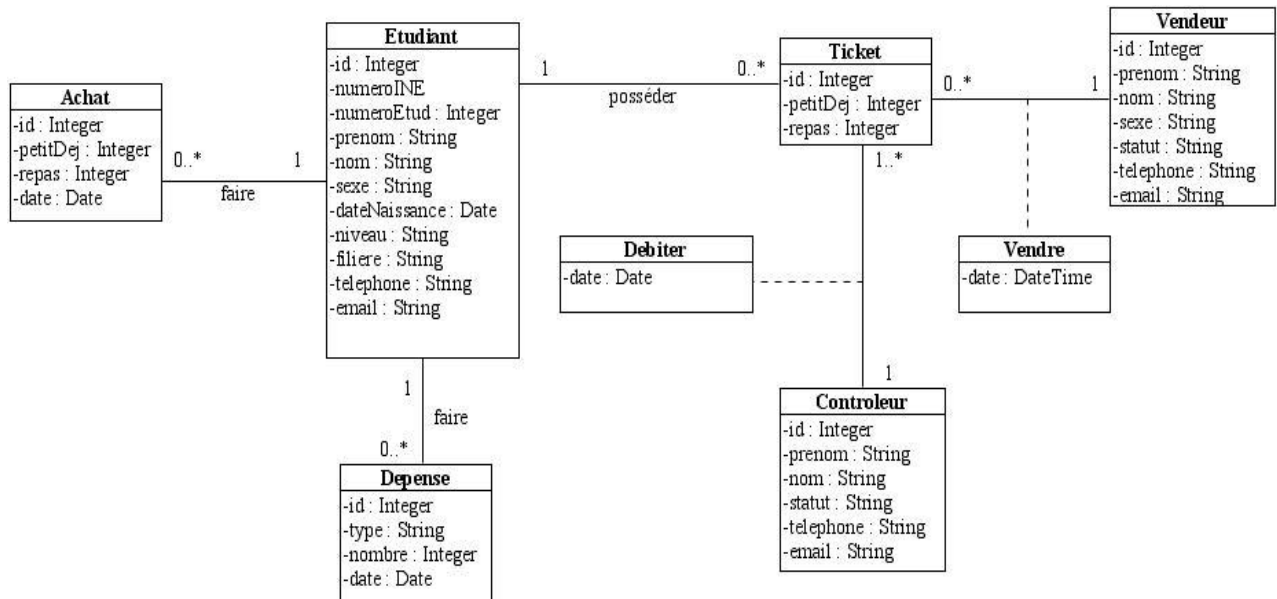 Achat
-id : Integer
-petitDej : Integer
-repas : Integer
-date : Date
0..*
1
faire
Etudiant
-id : Integer
-numeroINE
-numeroEtud : Integer
-prenom : String
-nom : String
-sexe : String
-dateNaissance : Date
-niveau : String
-filiere : String
-telephone : String
-email : String
1
0..*
posséder
Ticket
-id : Integer
-petitDej : Integer
-repas : Integer
0..*
1
Vendeur
-id : Integer
-prenom : String
-nom : String
-sexe : String
-statut : String
-telephone : String
-email : String
1..*
Debiter
-date : Date
Vendre
-date : DateTime
1
faire
0..*
Depense
-id : Integer
-type : String
-nombre : Integer
-date : Date
1
Controleur
-id : Integer
-prenom : String
-nom : String
-statut : String
-telephone : String
-email : String